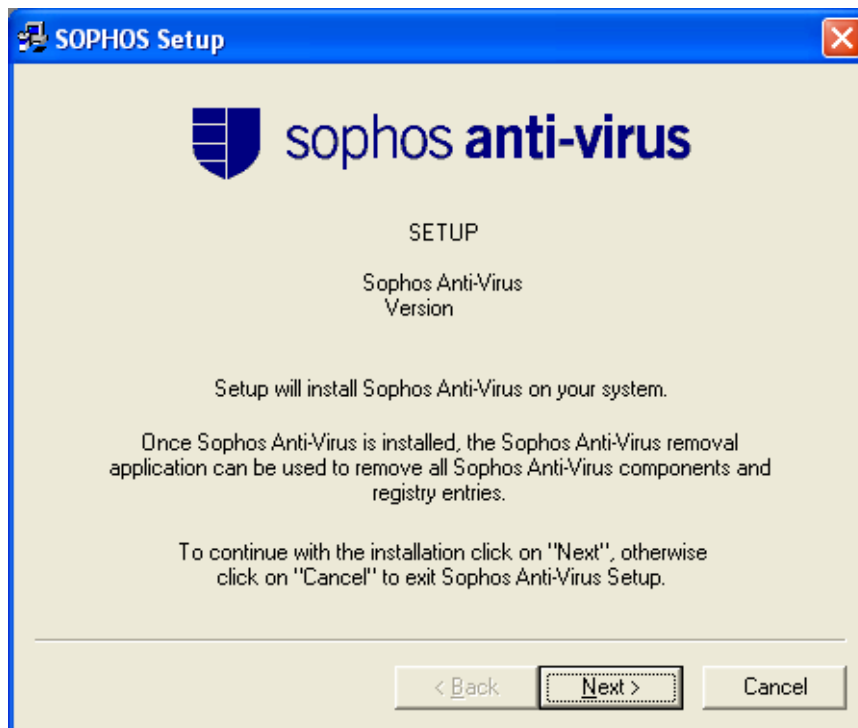 SOPHOS Setup
sophos anti-virus
SETUP
Sophos Anti-Virus
Version
Setup will install Sophos Anti-Virus on your system.
Once Sophos Anti-Virus is installed, the Sophos Anti-Virus removal
application can be used to remove all Sophos Anti-Virus components and
registry entries.
To continue with the installation click on "Next", otherwise
click on "Cancel" to exit Sophos Anti-Virus Setup.
< Back Next > Cancel